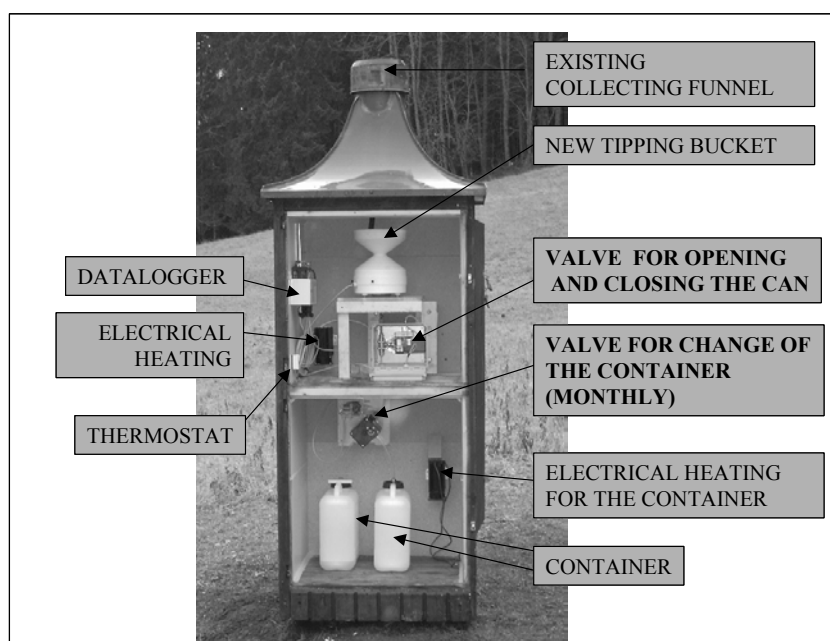 EXISTING
COLLECTING FUNNEL
NEW TIPPING BUCKET
DATALOGGER
VALVE FOR OPENING
AND CLOSING THE CAN
ELECTRICAL
HEATING
VALVE FOR CHANGE OF
THE CONTAINER
(MONTHLY)
THERMOSTAT
ELECTRICAL HEATING
FOR THE CONTAINER
CONTAINER